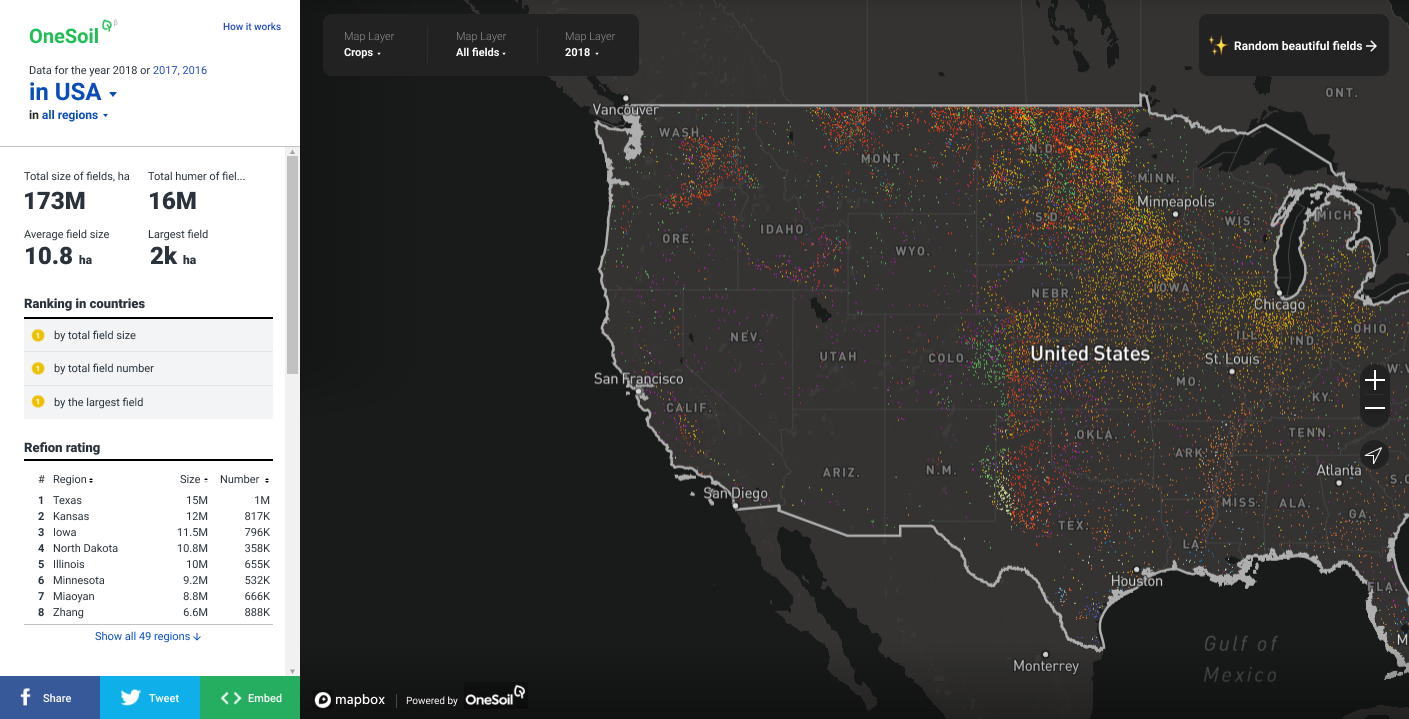 OneSoil β
How it works
Data for the year 2018 or 2017, 2016
in USA
in all regions
Total size of fields, ha
Total humer of fiel...
173M
16M
Average field size
Largest field
10.8 ha
2k ha
Ranking in countries
1 by total field size
1 by total field number
1 by the largest field
Refion rating
# Region Size Number
1 Texas 15M 1M
2 Kansas 12M 817K
3 Iowa 11.5M 796K
4 North Dakota 10.8M 358K
5 Illinois 10M 655K
6 Minnesota 9.2M 532K
7 Miaoyan 8.8M 666K
8 Zhang 6.6M 888K
Show all 49 regions
Share
Tweet
Embed
Map Layer
Crops
Map Layer
All fields
Map Layer
2018
Random beautiful fields
ONT.
Vancouver
WASH.
MONT.
N.D.
MINN.
Minneapolis
S.D.
WIS.
MICH.
ORE.
IDAHO
WYO.
NEBR.
IOWA
Chicago
NEV.
UTAH
COLO.
United States
ILL.
IND.
OHIO
St. Louis
W.V
San Francisco
CALIF.
MO.
KY.
OKLA.
ARK.
TENN.
ARIZ.
N.M.
Atlanta
S.C
San Diego
TEX.
MISS.
ALA.
GA.
LA.
Houston
FLA.
M
Gulf of
Mexico
Monterrey
mapbox
Powered by OneSoil